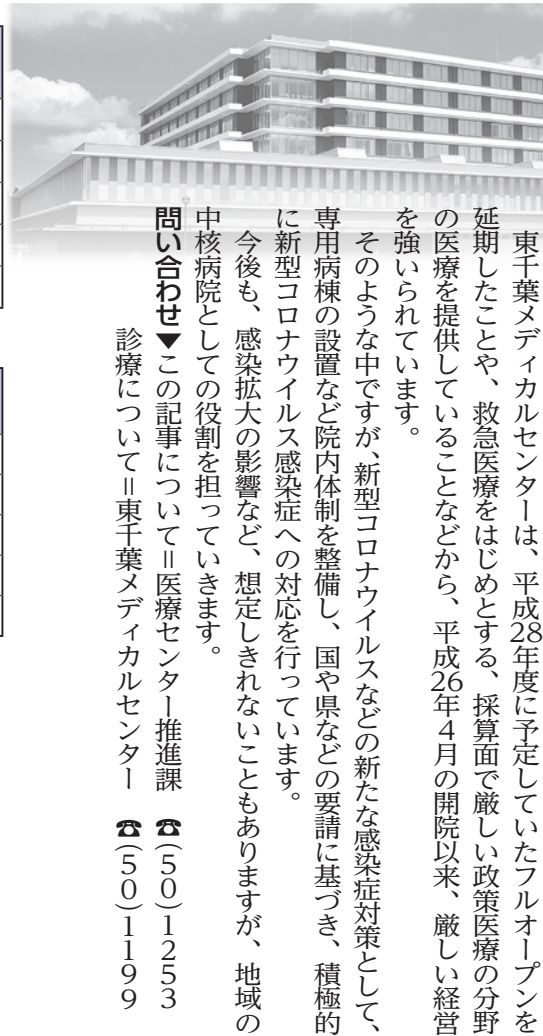 東千葉メディカルセンターは、平成28年度に予定していたフルオープンを
延期したことや、救急医療をはじめとする、採算面で厳しい政策医療の分野
の医療を提供していることなどから、平成26年４月の開院以来、厳しい経営
を強いられています。
そのような中ですが、新型コロナウイルスなどの新たな感染症対策として、
専用病棟の設置など院内体制を整備し、国や県などの要請に基づき、積極的
に新型コロナウイルス感染症への対応を行っています。
今後も、感染拡大の影響など、想定しきれないこともありますが、地域の
中核病院としての役割を担っていきます。
問い合わせ▼この記事について＝医療センター推進課　☎(50)1253
診療について＝東千葉メディカルセンター　☎(50)1199